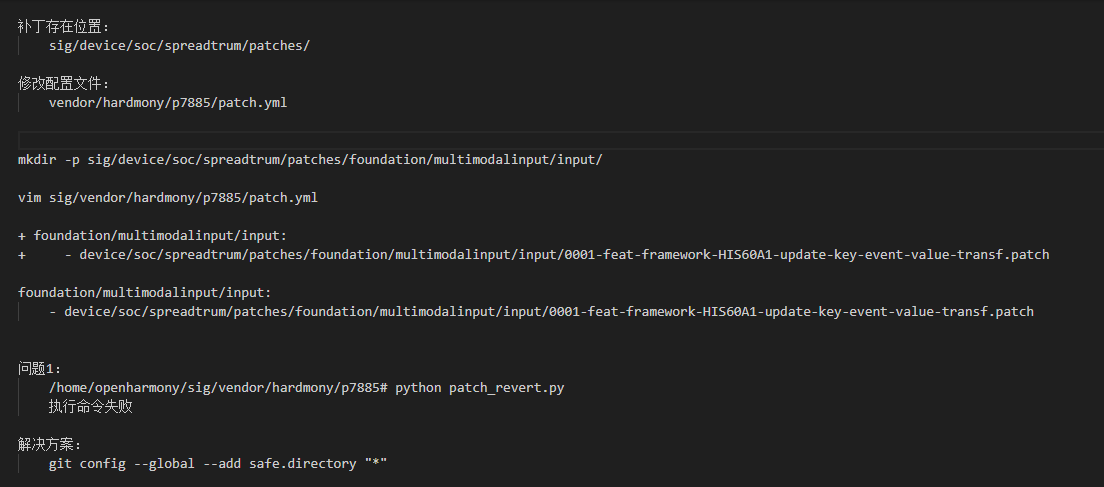 补丁存在位置:
sig/device/soc/spreadtrum/patches/
修改配置文件:
vendor/hardmony/p7885/patch.yml
mkdir -p sig/device/soc/spreadtrum/patches/foundation/multimodalinput/input/
vim sig/vendor/hardmony/p7885/patch.yml
+ foundation/multimodalinput/input:
+     - device/soc/spreadtrum/patches/foundation/multimodalinput/input/0001-feat-framework-HIS60A1-update-key-event-value-transf.patch
foundation/multimodalinput/input:
- device/soc/spreadtrum/patches/foundation/multimodalinput/input/0001-feat-framework-HIS60A1-update-key-event-value-transf.patch
问题1:
/home/openharmony/sig/vendor/hardmony/p7885# python patch_revert.py
执行命令失败
解决方案:
git config --global --add safe.directory "*"